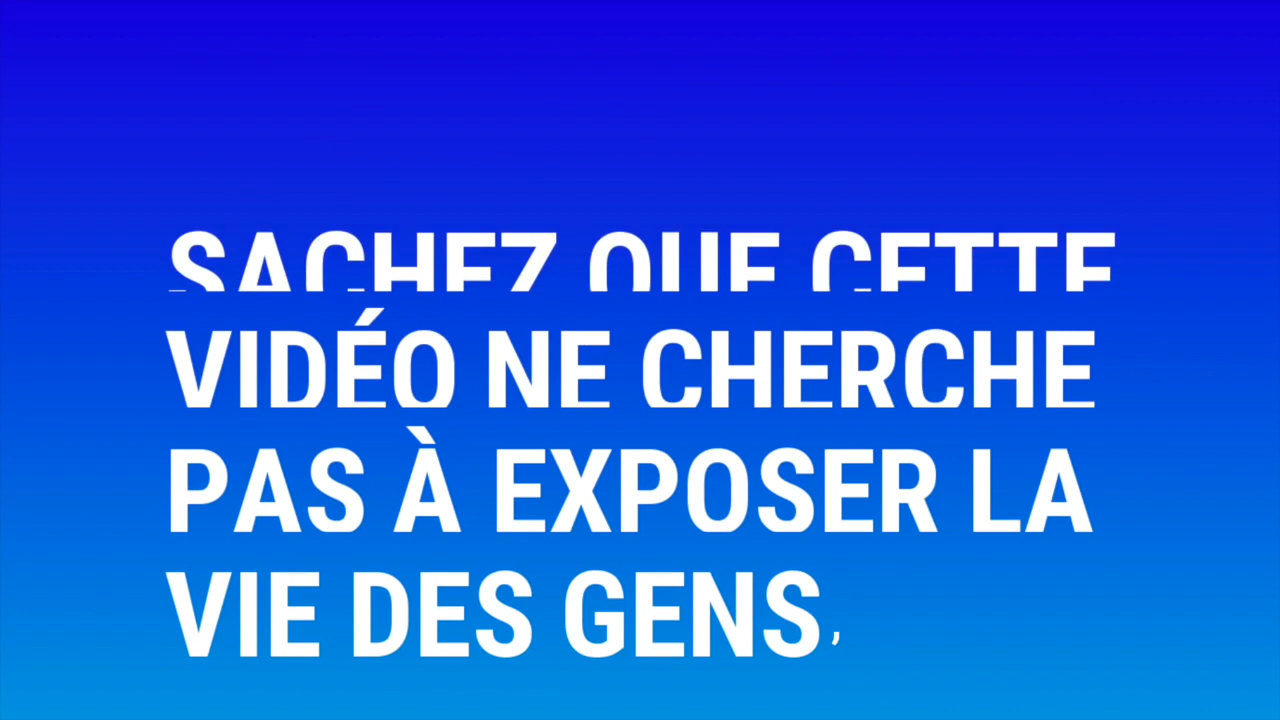 SACHEZ QUE CETTE
VIDÉO NE CHERCHE
PAS À EXPOSER LA
VIE DES GENS,